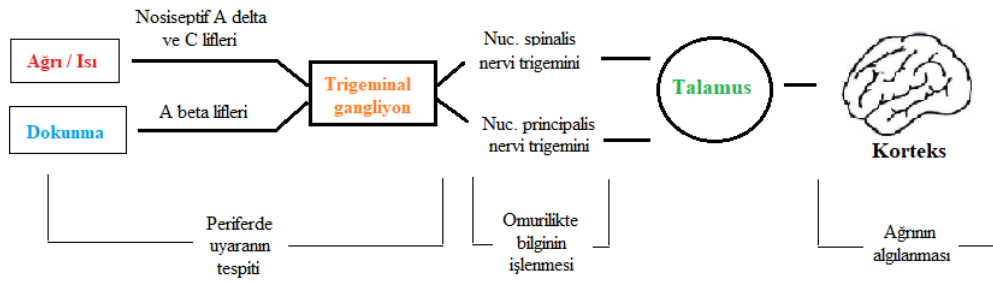 Nosiseptif A delta
ve C lifleri
Ağrı / Isı
Dokunma
A beta lifleri
Trigeminal
gangliyon
Nuc. spinalis
nervi trigemini
Nuc. principalis
nervi trigemini
Talamus
Korteks
Periferde
uyaranın
tespiti
Omurilikte
bilginin
işlenmesi
Ağrının
algılanması